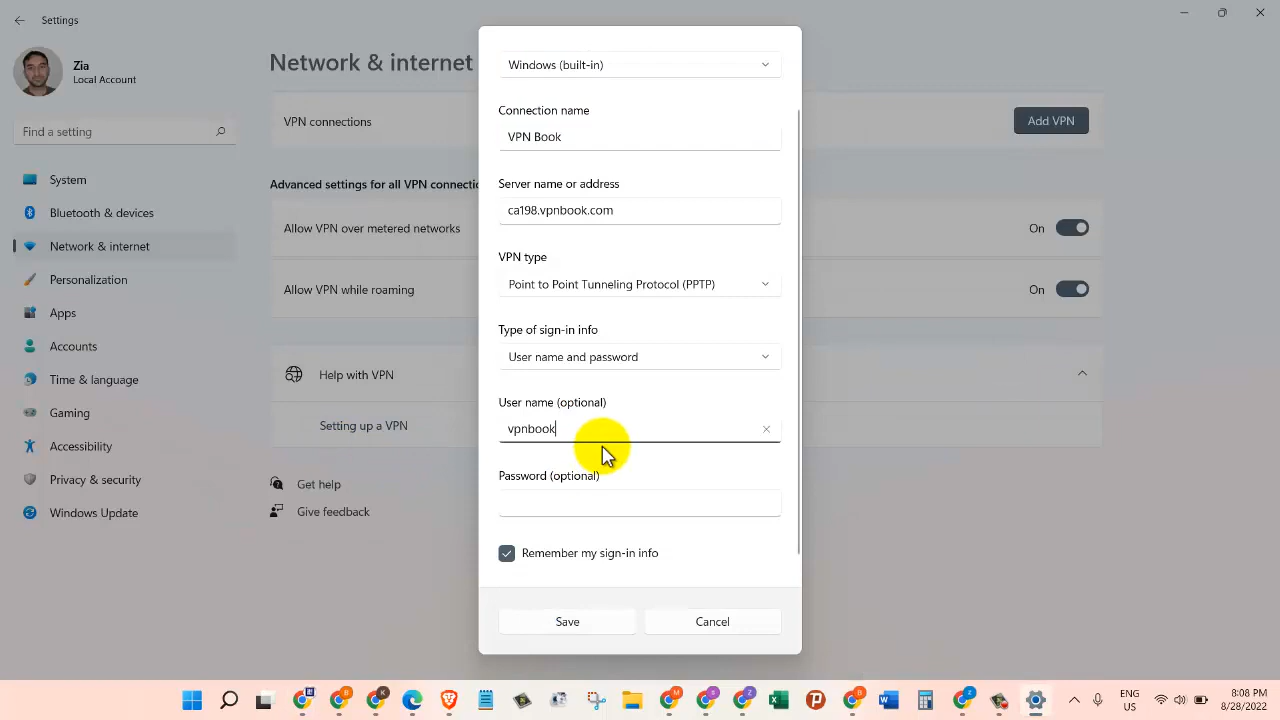 Settings
Zia
Local Account
Find a setting
System
Bluetooth & devices
Network & internet
Personalization
Apps
Accounts
Time & language
Gaming
Accessibility
Privacy & security
Windows Update
Network & internet
VPN connections
Add VPN
Advanced settings for all VPN connectio
Allow VPN over metered networks
On
Allow VPN while roaming
On
Help with VPN
Setting up a VPN
Get help
Give feedback
Windows (built-in)
Connection name
VPN Book
Server name or address
ca198.vpnbook.com
VPN type
Point to Point Tunneling Protocol (PPTP)
Type of sign-in info
User name and password
User name (optional)
vpnbook
Password (optional)
Remember my sign-in info
Save
Cancel
ENG
US
8:08 PM
8/28/2022